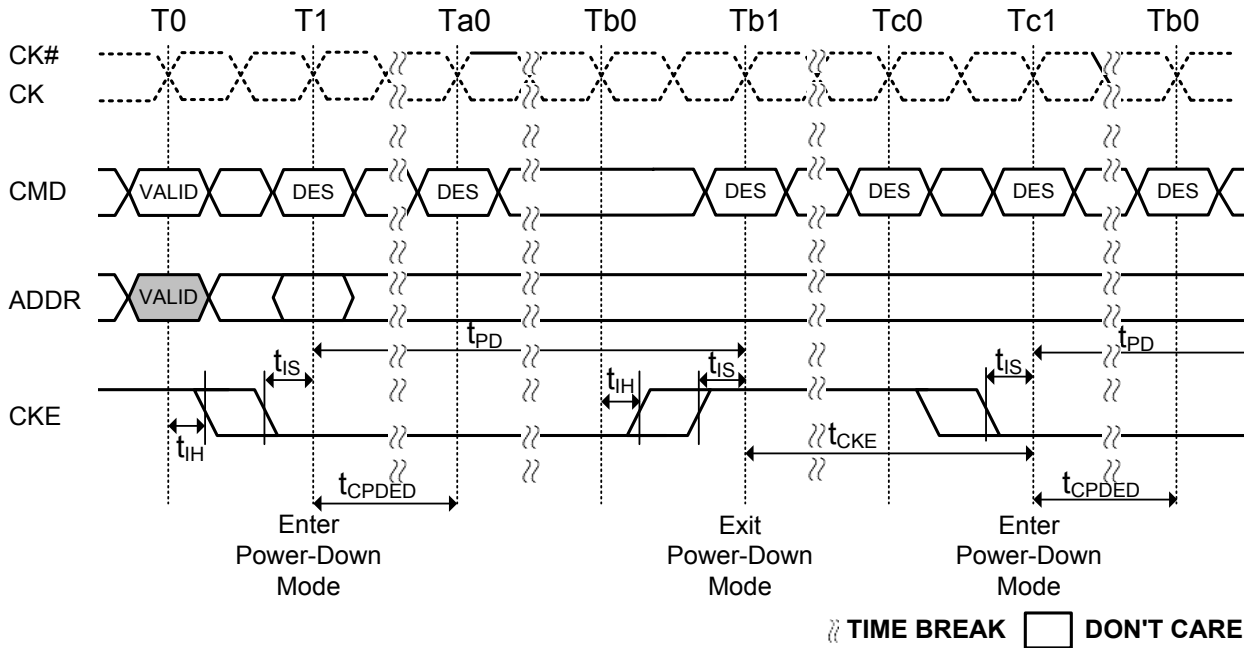 T0 T1 Ta0 Tb0 Tb1 Tc0 Tc1 Tb0
CK#
CK
CMD VALID DES DES DES DES DES DES
ADDR VALID
tPD tPD
tIS tIH tIS tIS
CKE
tIH tCKE
tCPDED tCPDED
Enter
Power-Down
Mode
Exit
Power-Down
Mode
Enter
Power-Down
Mode
TIME BREAK DON'T CARE